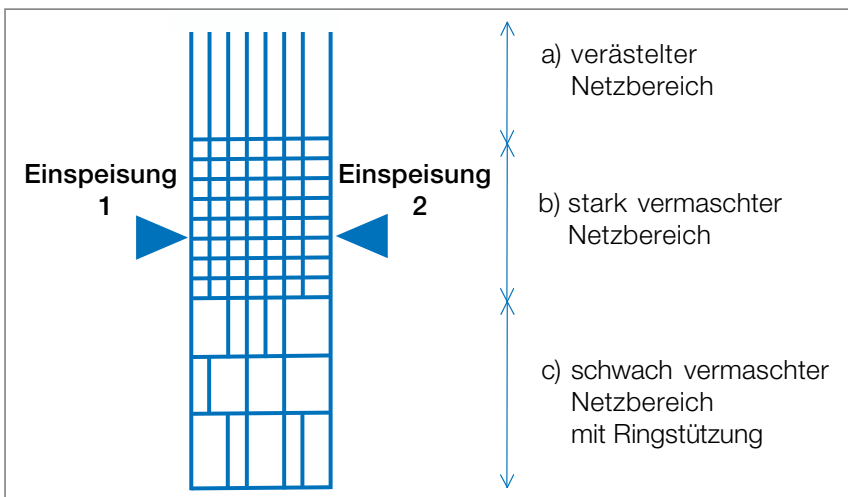 a) verästelter
Netzbereich
Einspeisung
1
Einspeisung
2
b) stark vermaschter
Netzbereich
c) schwach vermaschter
Netzbereich
mit Ringstützung